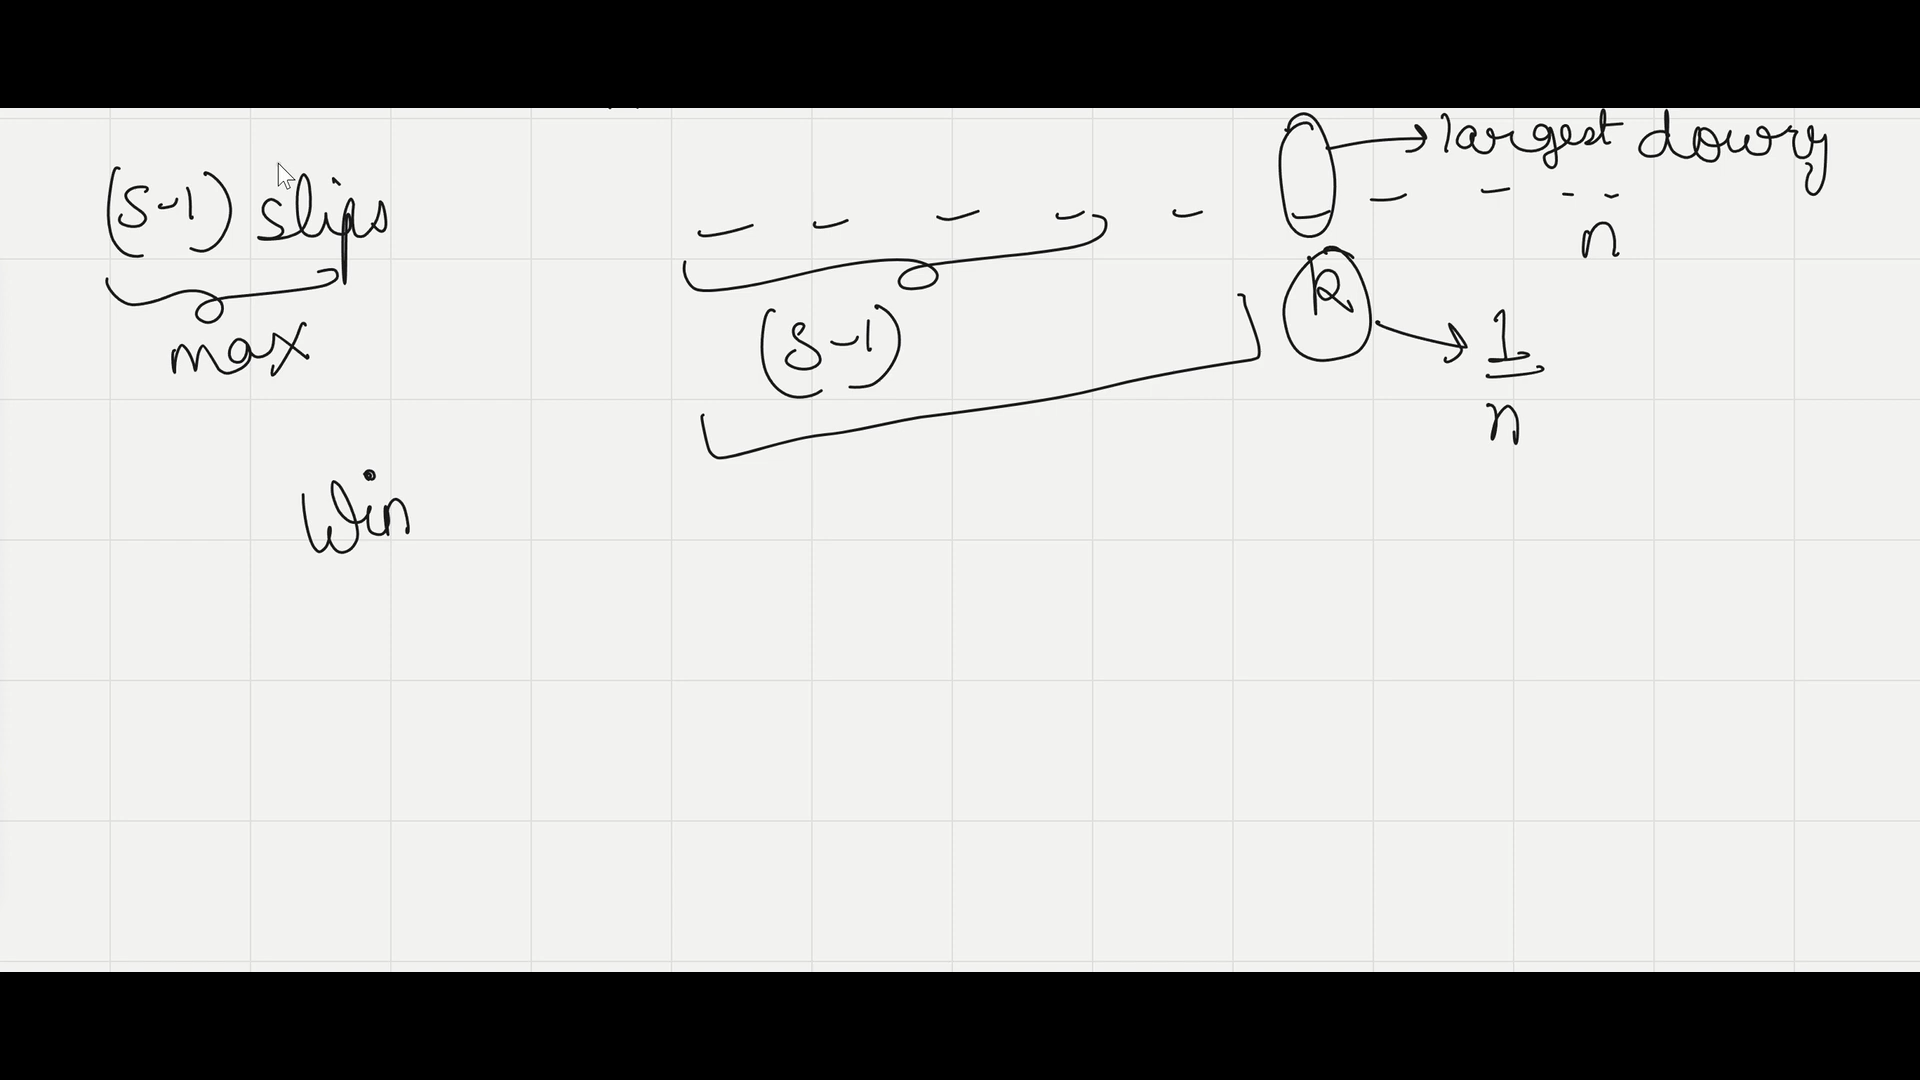 largest dowry
(s-1) slips
n
k
max
(s-1)
1
n
Win